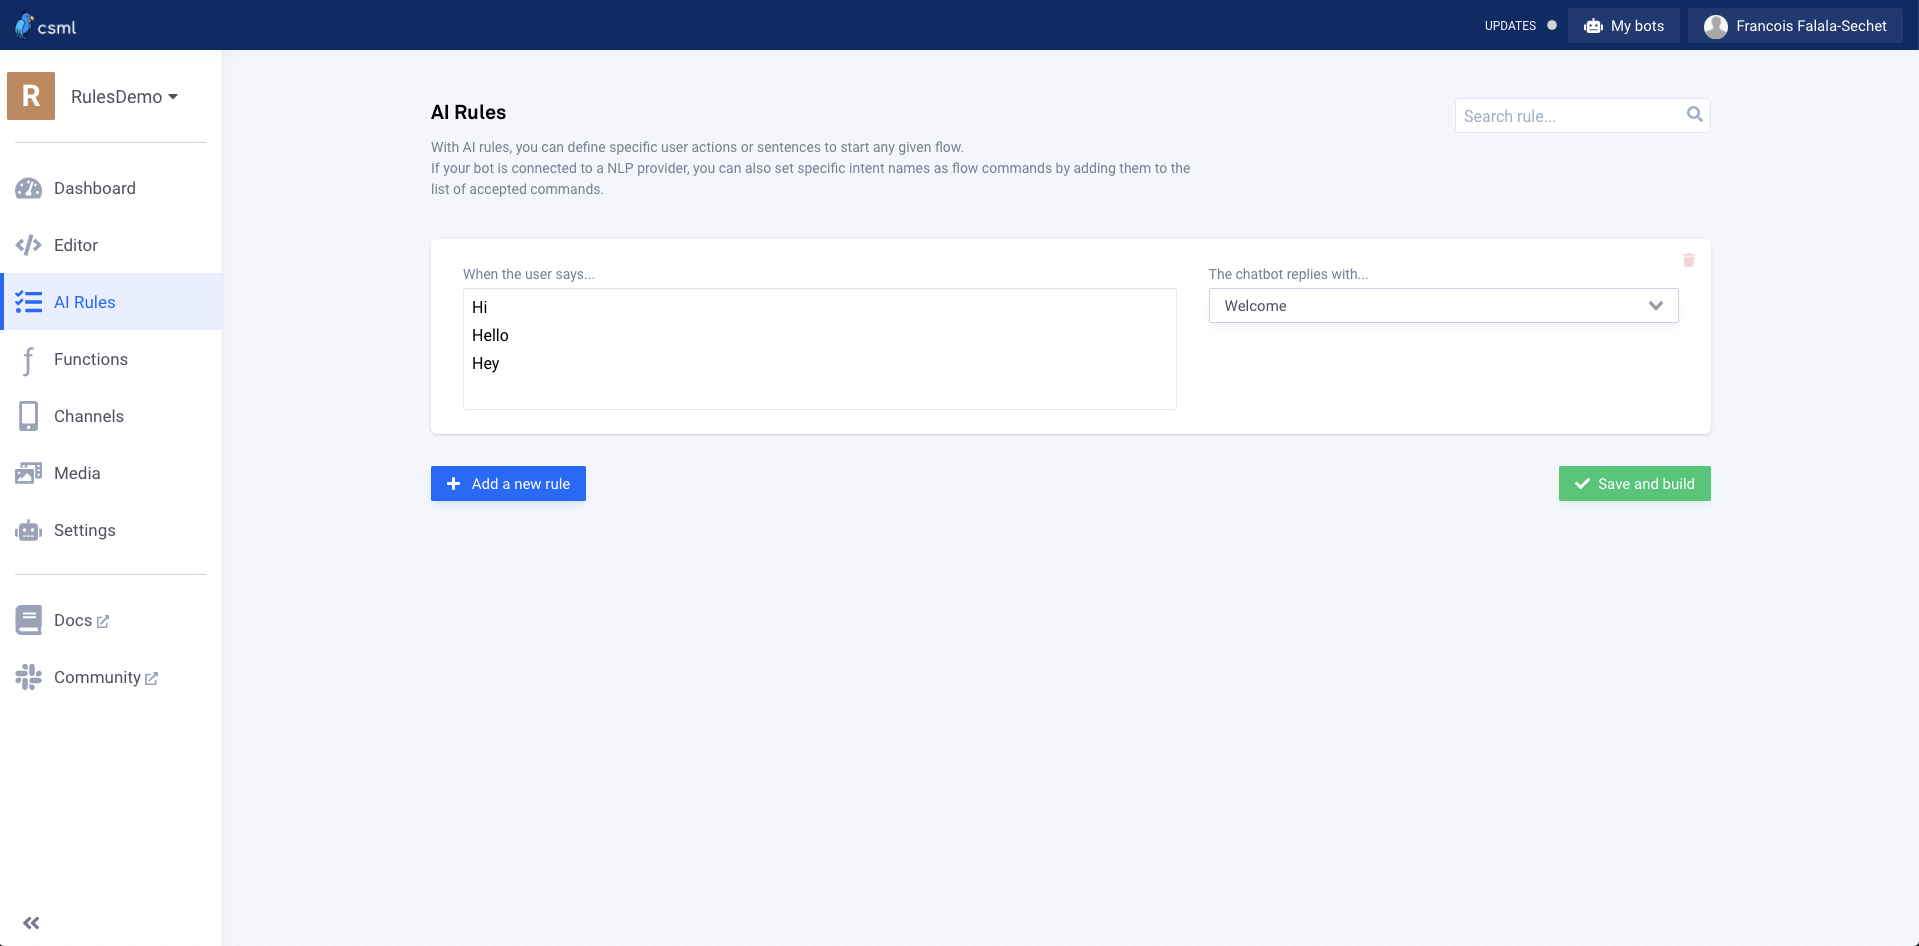 csml
UPDATES
My bots
Francois Falala-Sechet
R
RulesDemo
Dashboard
Editor
AI Rules
Functions
Channels
Media
Settings
Docs
Community
AI Rules
Search rule...
With AI rules, you can define specific user actions or sentences to start any given flow.
If your bot is connected to a NLP provider, you can also set specific intent names as flow commands by adding them to the
list of accepted commands.
When the user says...
Hi
Hello
Hey
The chatbot replies with...
Welcome
Add a new rule
Save and build